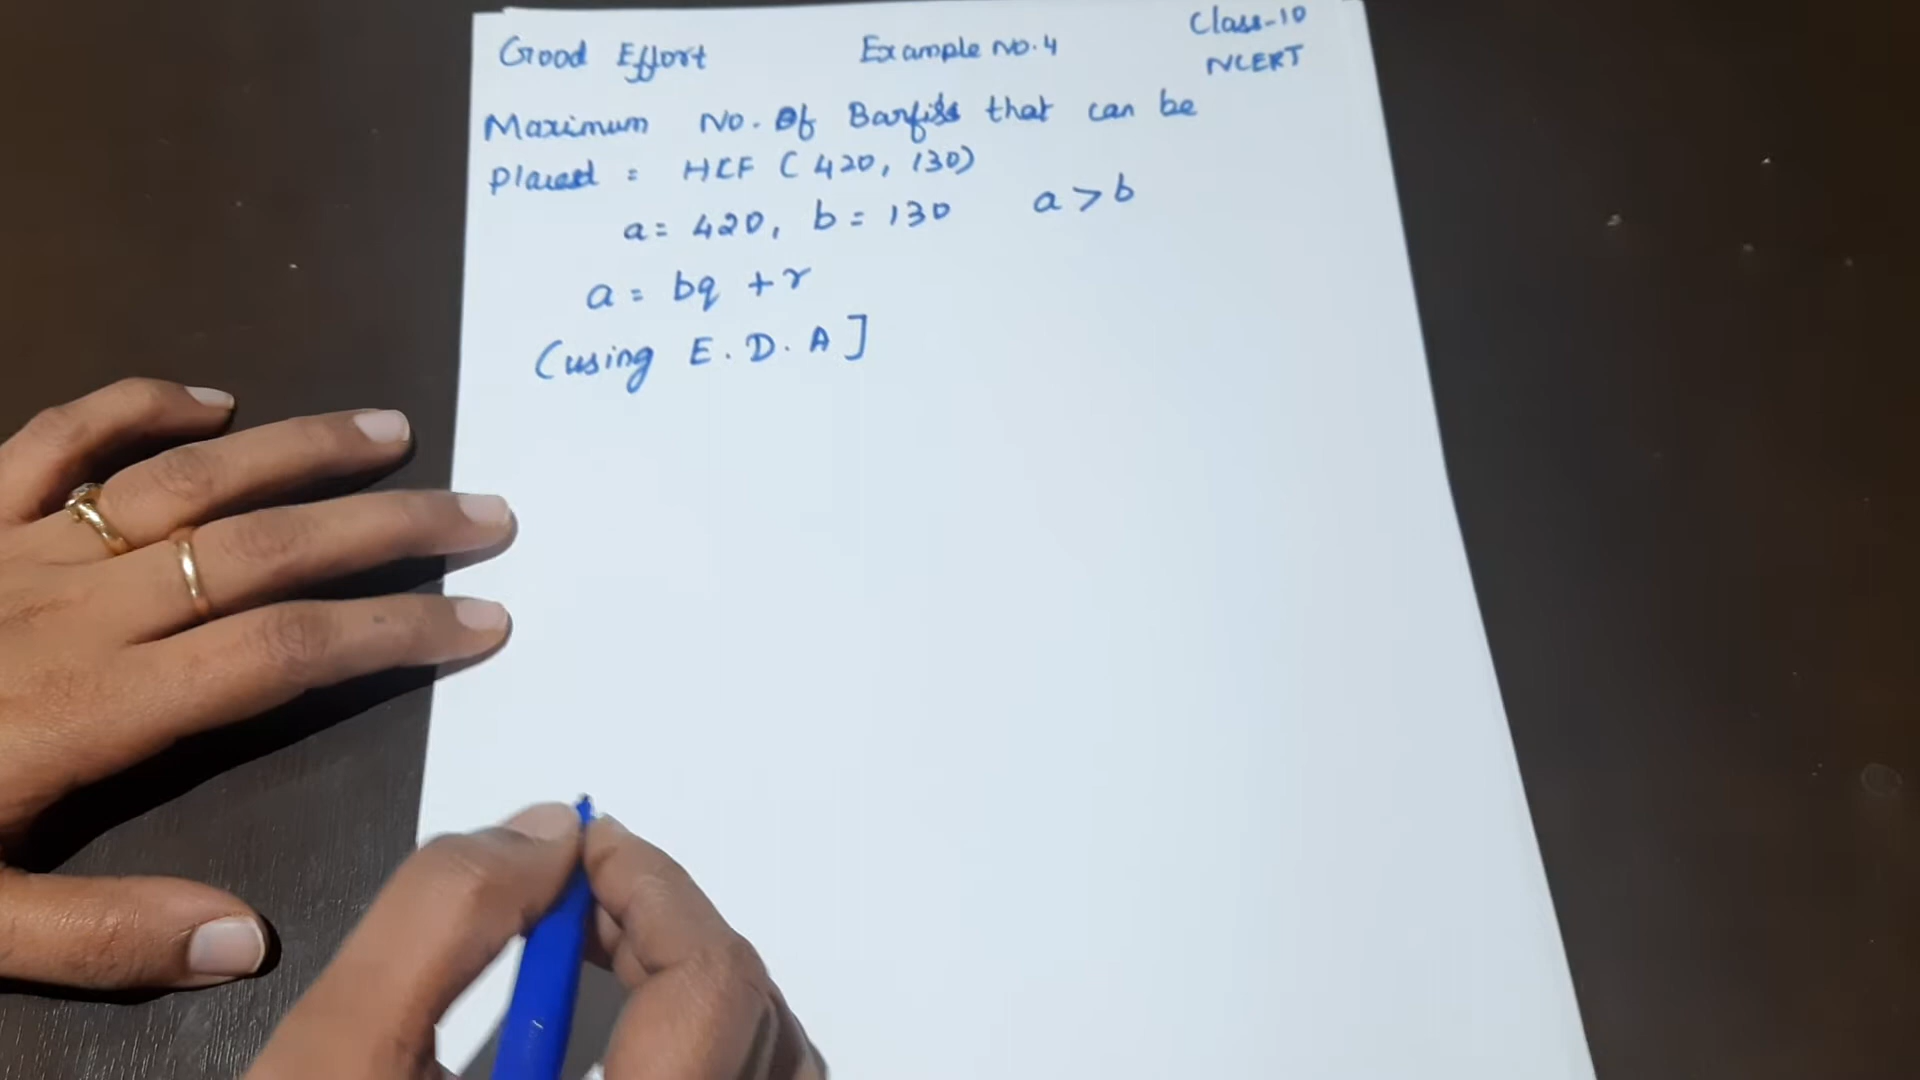 Good Effort Example No.4 Class-10
NCERT
Maximum No. Of Barfis that can be
Placed = HCF (420, 130)
a = 420, b = 130 a > b
a = bq + r
(using E.D.A]